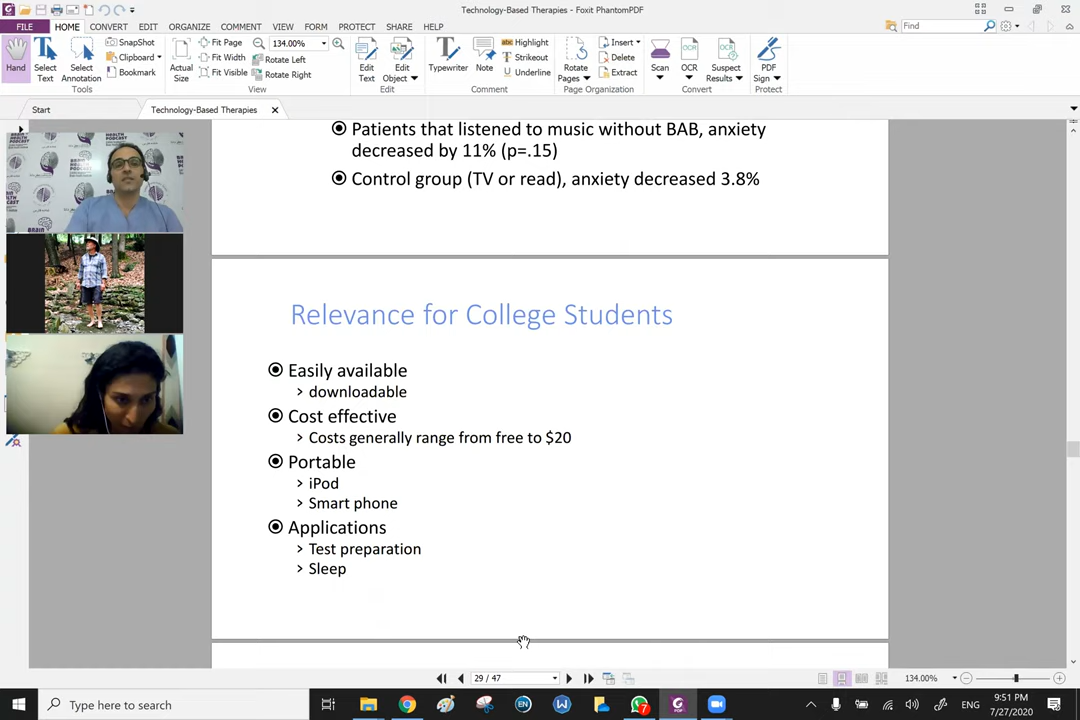 Technology-Based Therapies - Foxit PhantomPDF
FILE HOME CONVERT EDIT ORGANIZE COMMENT VIEW FORM PROTECT SHARE HELP
Find
SnapShot
Clipboard
Bookmark
Hand
Select Text
Select Annotation
Tools
Actual Size
Fit Page
Fit Width
Fit Visible
134.00%
Rotate Left
Rotate Right
View
Edit Text
Edit Object
Edit
Typewriter
Note
Highlight
Strikeout
Underline
Comment
Rotate Pages
Insert
Delete
Extract
Page Organization
Scan
OCR
Suspect Results
Convert
PDF Sign
Protect
Start
Technology-Based Therapies
Patients that listened to music without BAB, anxiety
decreased by 11% (p=.15)
Control group (TV or read), anxiety decreased 3.8%
Relevance for College Students
Easily available
> downloadable
Cost effective
> Costs generally range from free to $20
Portable
> iPod
> Smart phone
Applications
> Test preparation
> Sleep
29 / 47
134.00%
Type here to search
ENG
9:51 PM
7/27/2020